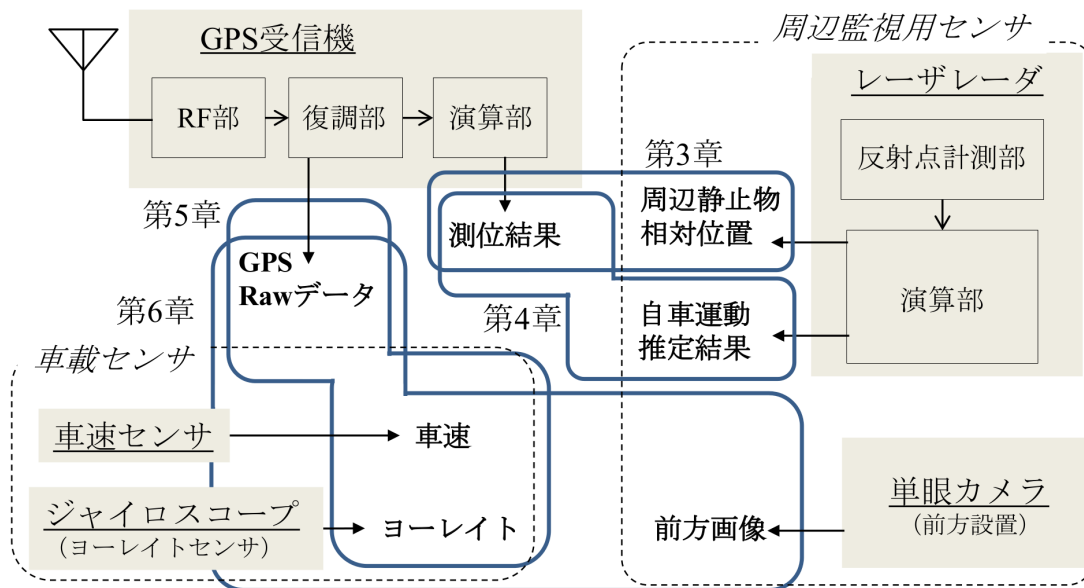 周辺監視用センサ
GPS受信機
レーザレーダ
RF部
復調部
演算部
反射点計測部
第3章
第5章
測位結果
周辺静止物
相対位置
GPS
Rawデータ
演算部
第6章
第4章
自車運動
推定結果
車載センサ
車速センサ
車速
単眼カメラ
(前方設置)
ジャイロスコープ
(ヨーレイトセンサ)
ヨーレイト
前方画像